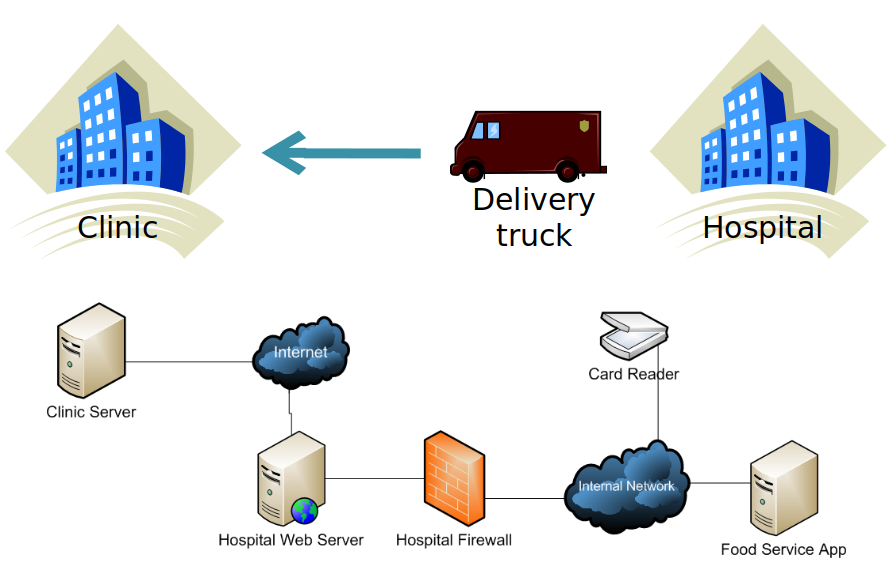 Clinic
Delivery
truck
Hospital
Internet
Card Reader
Clinic Server
Internal Network
Hospital Web Server
Hospital Firewall
Food Service App